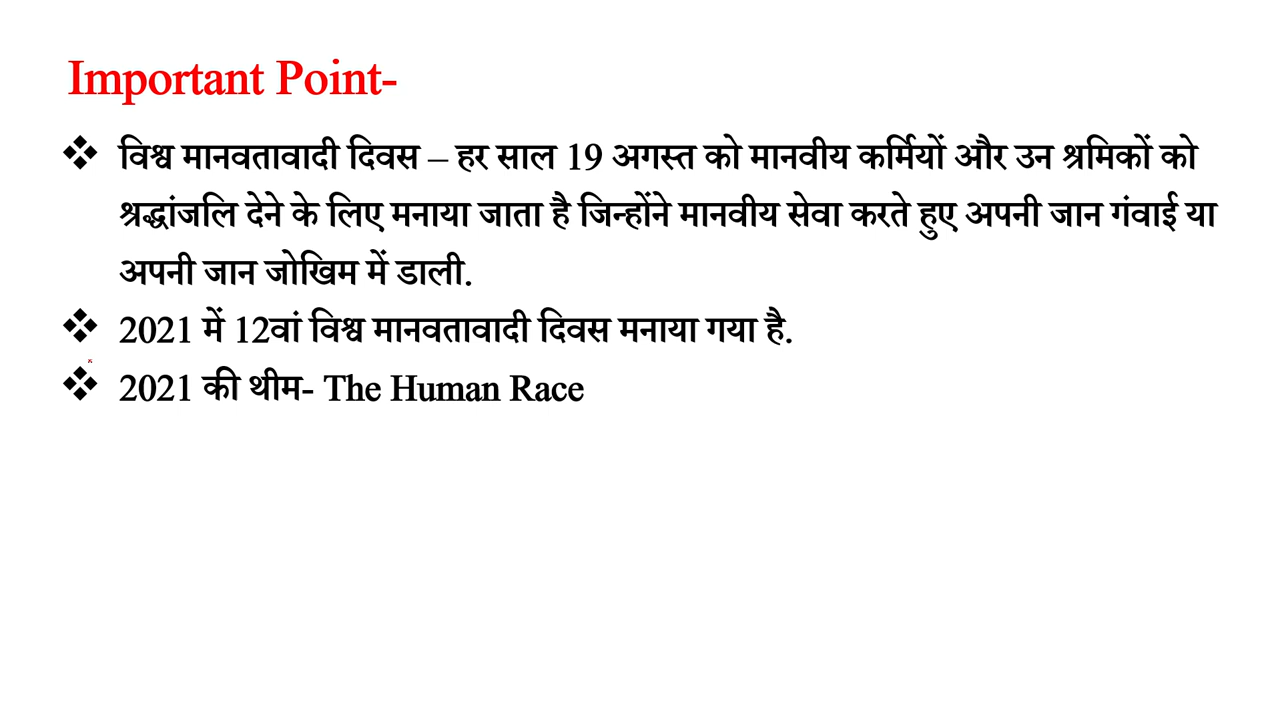 Important Point-
❖ विश्व मानवतावादी दिवस – हर साल 19 अगस्त को मानवीय कर्मियों और उन श्रमिकों को
श्रद्धांजलि देने के लिए मनाया जाता है जिन्होंने मानवीय सेवा करते हुए अपनी जान गंवाई या
अपनी जान जोखिम में डाली.
❖ 2021 में 12वां विश्व मानवतावादी दिवस मनाया गया है.
❖ 2021 की थीम- The Human Race